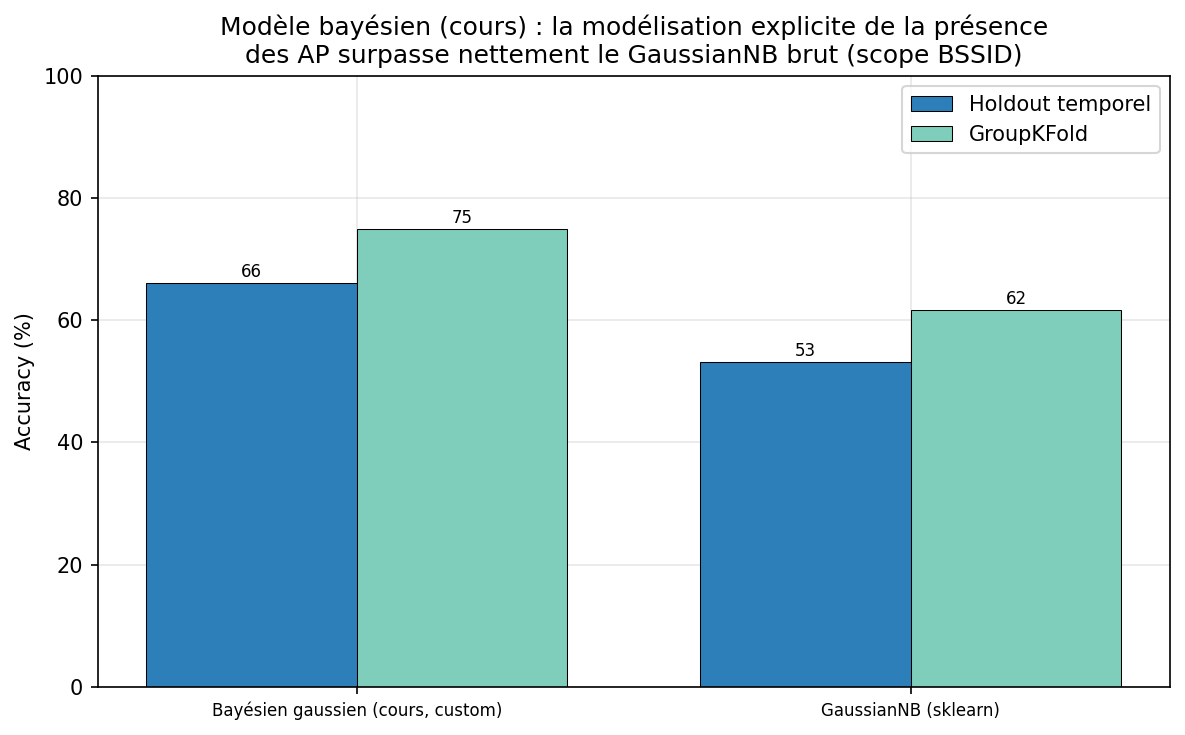 Modèle bayésien (cours) : la modélisation explicite de la présence
des AP surpasse nettement le GaussianNB brut (scope BSSID)
Holdout temporel
GroupKFold
Accuracy (%)
100
80
60
40
20
0
66
75
53
62
Bayésien gaussien (cours, custom)
GaussianNB (sklearn)